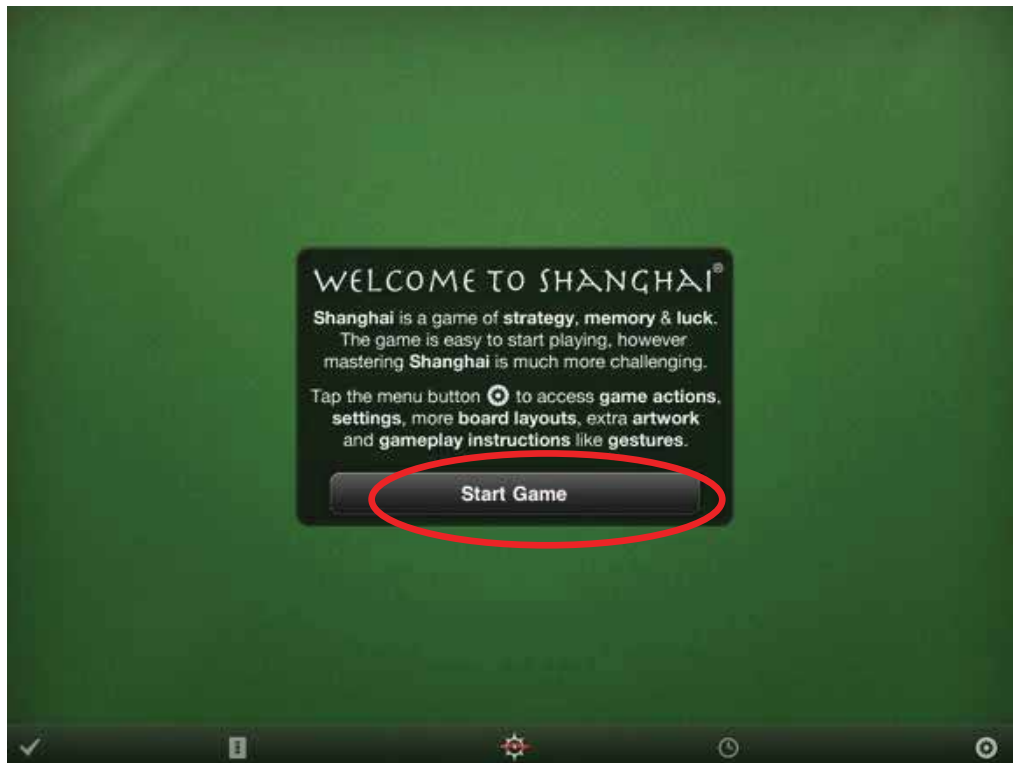 WELCOME TO SHANGHAI®
Shanghai is a game of strategy, memory & luck.
The game is easy to start playing, however
mastering Shanghai is much more challenging.
Tap the menu button to access game actions,
settings, more board layouts, extra artwork
and gameplay instructions like gestures.
Start Game